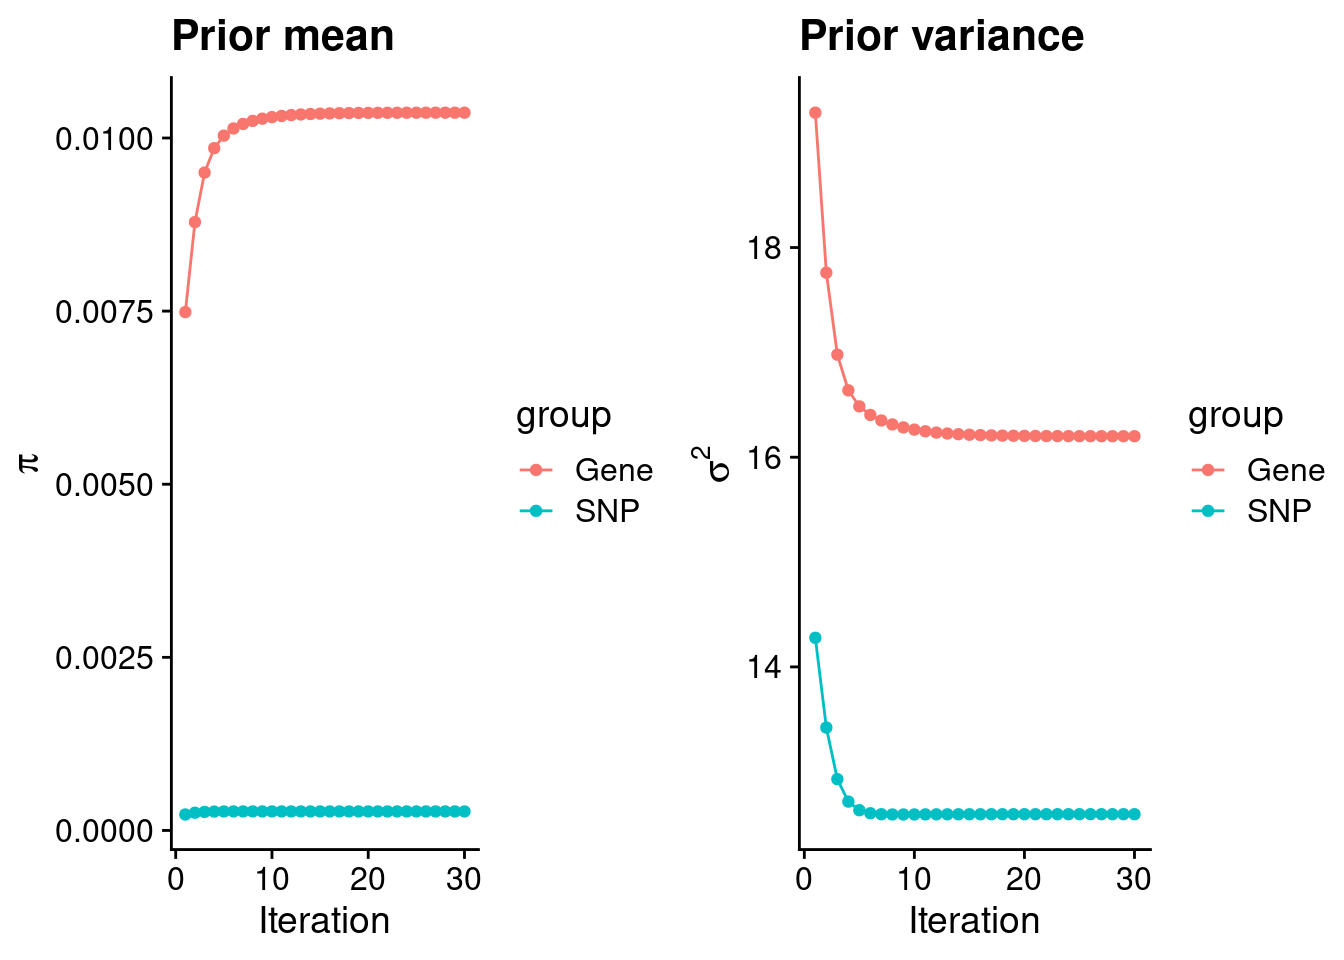 Prior mean
π
0.0100
0.0075
0.0050
0.0025
0.0000
0 10 20 30
Iteration
group
Gene
SNP
Prior variance
σ²
18
16
14
0 10 20 30
Iteration
group
Gene
SNP